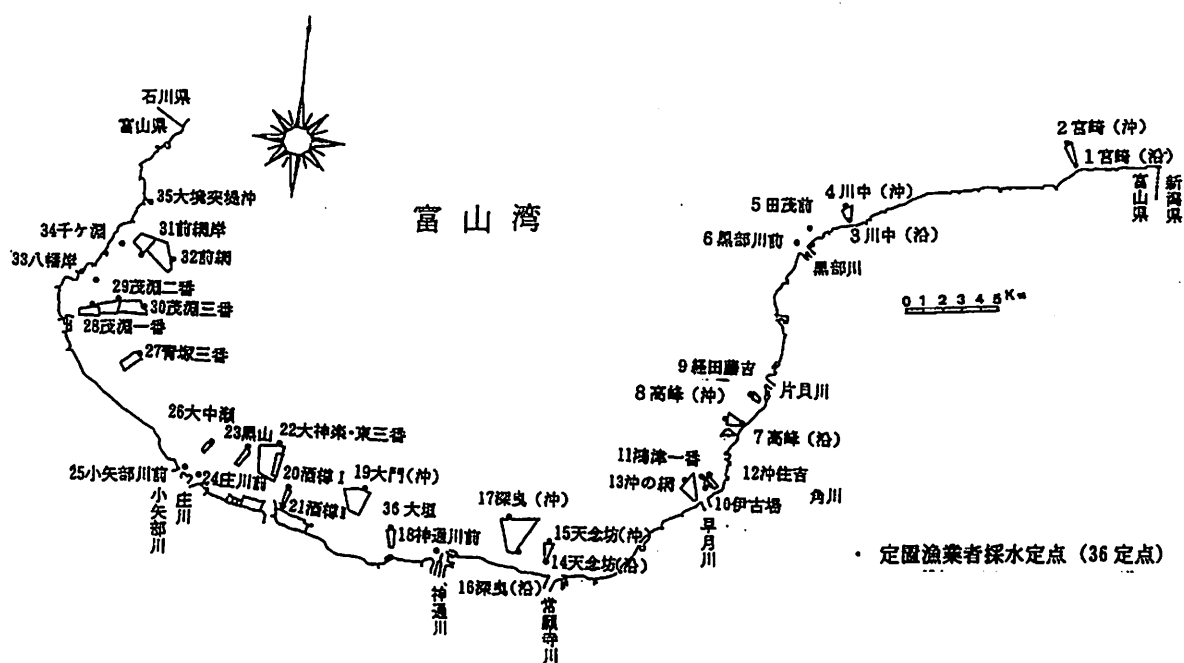 石川県
富山県
富山湾
2宮崎（沖）
1宮崎（沿）
新潟県
富山県
4川中（沖）
5田茂前
3川中（沿）
6黒部川前
黒部川
0 1 2 3 4 5 Km
35大境突堤沖
34千ケ淵
31前網岸
32前網
33八幡岸
29茂淵二番
30茂淵三番
28茂淵一番
27青塚三番
9経田藤吉
8高峰（沖）
片貝川
7高峰（沿）
26大中瀬
23黒山
22大神楽・東三番
11鴻津一番
12沖住吉
13沖の網
10伊古場
角川
早月川
25小矢部川前
24庄川前
20酒樽Ⅰ
19大門（沖）
21酒樽Ⅱ
小矢部川
庄川
36大垣
17深曳（沖）
18神通川前
15天念坊（沖）
14天念坊（沿）
16深曳（沿）
神通川
常願寺川
・定置漁業者採水定点（36定点）